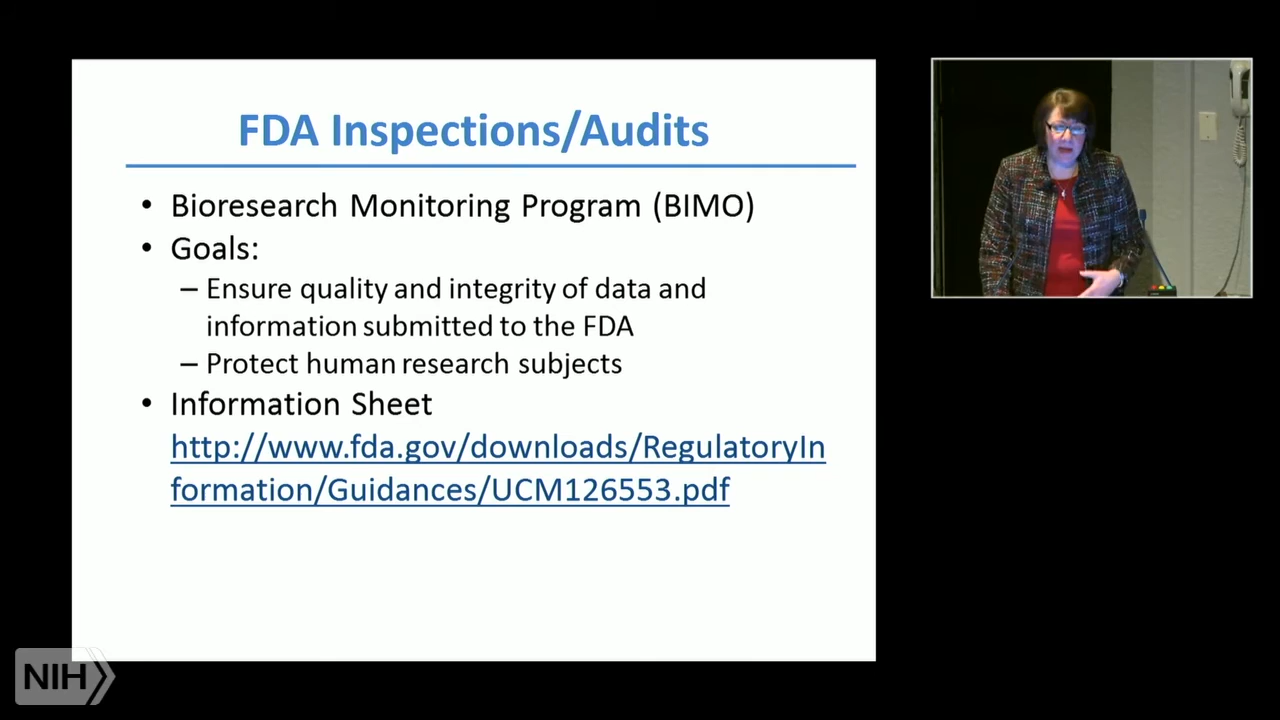 FDA Inspections/Audits
• Bioresearch Monitoring Program (BIMO)
• Goals:
– Ensure quality and integrity of data and
information submitted to the FDA
– Protect human research subjects
• Information Sheet
http://www.fda.gov/downloads/RegulatoryIn
formation/Guidances/UCM126553.pdf
NIH